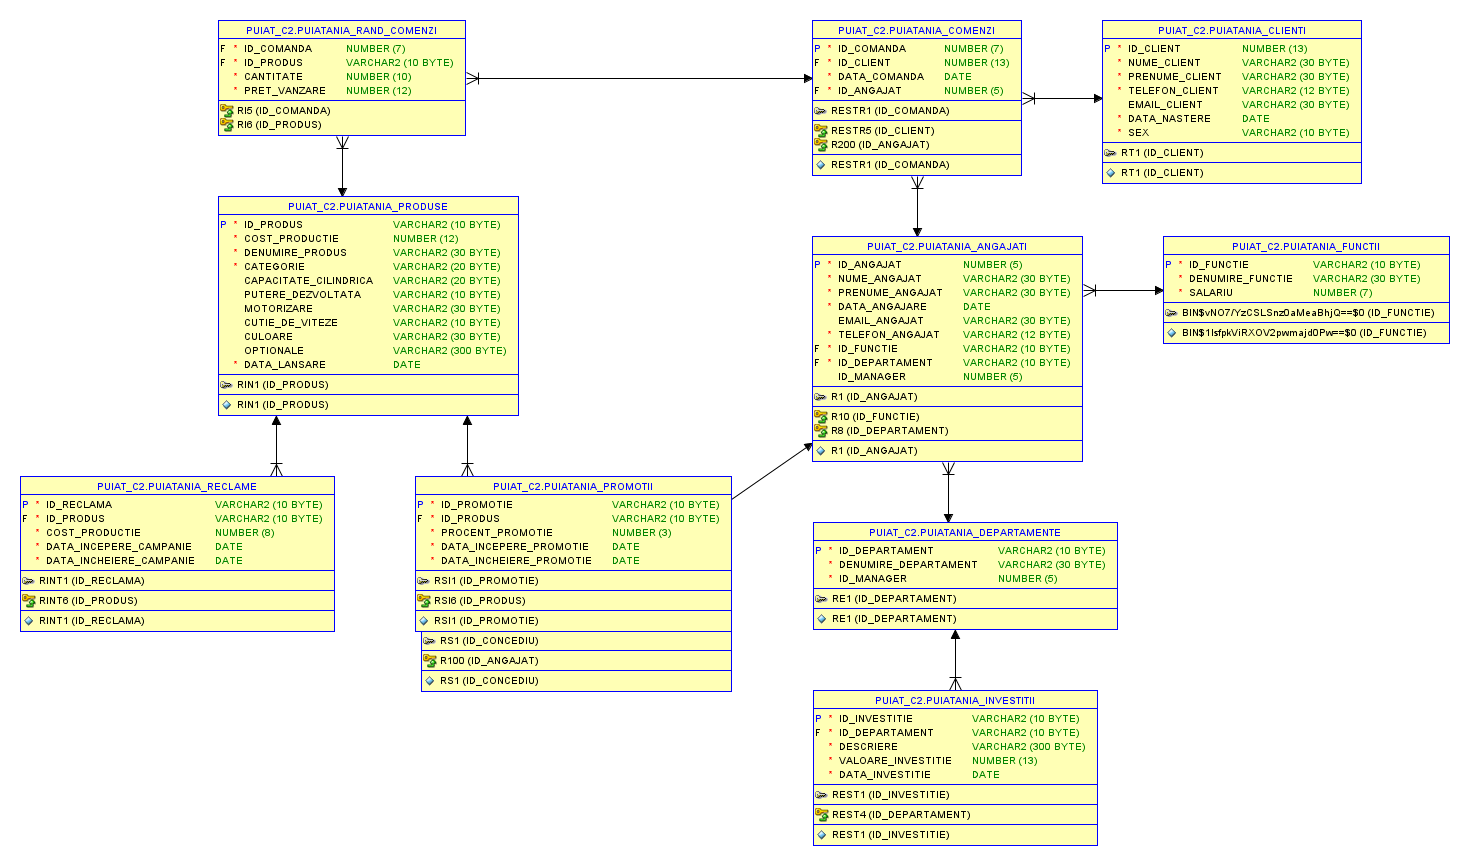 PUIAT_C2.PUIATANIA_RAND_COMENZI
F * ID_COMANDA NUMBER (7)
F * ID_PRODUS VARCHAR2 (10 BYTE)
* CANTITATE NUMBER (10)
* PRET_VANZARE NUMBER (12)
RI5 (ID_COMANDA)
RI6 (ID_PRODUS)
PUIAT_C2.PUIATANIA_COMENZI
P * ID_COMANDA NUMBER (7)
F * ID_CLIENT NUMBER (13)
* DATA_COMANDA DATE
F * ID_ANGAJAT NUMBER (5)
RESTR1 (ID_COMANDA)
RESTR5 (ID_CLIENT)
R200 (ID_ANGAJAT)
RESTR1 (ID_COMANDA)
PUIAT_C2.PUIATANIA_CLIENTI
P * ID_CLIENT NUMBER (13)
* NUME_CLIENT VARCHAR2 (30 BYTE)
* PRENUME_CLIENT VARCHAR2 (30 BYTE)
* TELEFON_CLIENT VARCHAR2 (12 BYTE)
EMAIL_CLIENT VARCHAR2 (30 BYTE)
* DATA_NASTERE DATE
* SEX VARCHAR2 (10 BYTE)
RT1 (ID_CLIENT)
RT1 (ID_CLIENT)
PUIAT_C2.PUIATANIA_PRODUSE
P * ID_PRODUS VARCHAR2 (10 BYTE)
* COST_PRODUCTIE NUMBER (12)
* DENUMIRE_PRODUS VARCHAR2 (30 BYTE)
* CATEGORIE VARCHAR2 (20 BYTE)
CAPACITATE_CILINDRICA VARCHAR2 (20 BYTE)
PUTERE_DEZVOLTATA VARCHAR2 (10 BYTE)
MOTORIZARE VARCHAR2 (30 BYTE)
CUTIE_DE_VITEZE VARCHAR2 (10 BYTE)
CULOARE VARCHAR2 (30 BYTE)
OPTIONALE VARCHAR2 (300 BYTE)
* DATA_LANSARE DATE
RIN1 (ID_PRODUS)
RIN1 (ID_PRODUS)
PUIAT_C2.PUIATANIA_ANGAJATI
P * ID_ANGAJAT NUMBER (5)
* NUME_ANGAJAT VARCHAR2 (30 BYTE)
* PRENUME_ANGAJAT VARCHAR2 (30 BYTE)
* DATA_ANGAJARE DATE
EMAIL_ANGAJAT VARCHAR2 (30 BYTE)
* TELEFON_ANGAJAT VARCHAR2 (12 BYTE)
F * ID_FUNCTIE VARCHAR2 (10 BYTE)
F * ID_DEPARTAMENT VARCHAR2 (10 BYTE)
ID_MANAGER NUMBER (5)
R1 (ID_ANGAJAT)
R10 (ID_FUNCTIE)
R8 (ID_DEPARTAMENT)
R1 (ID_ANGAJAT)
PUIAT_C2.PUIATANIA_FUNCTII
P * ID_FUNCTIE VARCHAR2 (10 BYTE)
* DENUMIRE_FUNCTIE VARCHAR2 (30 BYTE)
* SALARIU NUMBER (7)
BIN$vNO7/YzCSLSnz0aMeaBhjQ==$0 (ID_FUNCTIE)
BIN$1IsfpkViRXOV2pwmajd0Pw==$0 (ID_FUNCTIE)
PUIAT_C2.PUIATANIA_RECLAME
P * ID_RECLAMA VARCHAR2 (10 BYTE)
F * ID_PRODUS VARCHAR2 (10 BYTE)
* COST_PRODUCTIE NUMBER (8)
* DATA_INCEPERE_CAMPANIE DATE
* DATA_INCHEIERE_CAMPANIE DATE
RINT1 (ID_RECLAMA)
RINT6 (ID_PRODUS)
RINT1 (ID_RECLAMA)
PUIAT_C2.PUIATANIA_PROMOTII
P * ID_PROMOTIE VARCHAR2 (10 BYTE)
F * ID_PRODUS VARCHAR2 (10 BYTE)
* PROCENT_PROMOTIE NUMBER (3)
* DATA_INCEPERE_PROMOTIE DATE
* DATA_INCHEIERE_PROMOTIE DATE
RSI1 (ID_PROMOTIE)
RSI6 (ID_PRODUS)
RSI1 (ID_PROMOTIE)
RS1 (ID_CONCEDIU)
R100 (ID_ANGAJAT)
RS1 (ID_CONCEDIU)
PUIAT_C2.PUIATANIA_DEPARTAMENTE
P * ID_DEPARTAMENT VARCHAR2 (10 BYTE)
* DENUMIRE_DEPARTAMENT VARCHAR2 (30 BYTE)
* ID_MANAGER NUMBER (5)
RE1 (ID_DEPARTAMENT)
RE1 (ID_DEPARTAMENT)
PUIAT_C2.PUIATANIA_INVESTITII
P * ID_INVESTITIE VARCHAR2 (10 BYTE)
F * ID_DEPARTAMENT VARCHAR2 (10 BYTE)
* DESCRIERE VARCHAR2 (300 BYTE)
* VALOARE_INVESTITIE NUMBER (13)
* DATA_INVESTITIE DATE
REST1 (ID_INVESTITIE)
REST4 (ID_DEPARTAMENT)
REST1 (ID_INVESTITIE)